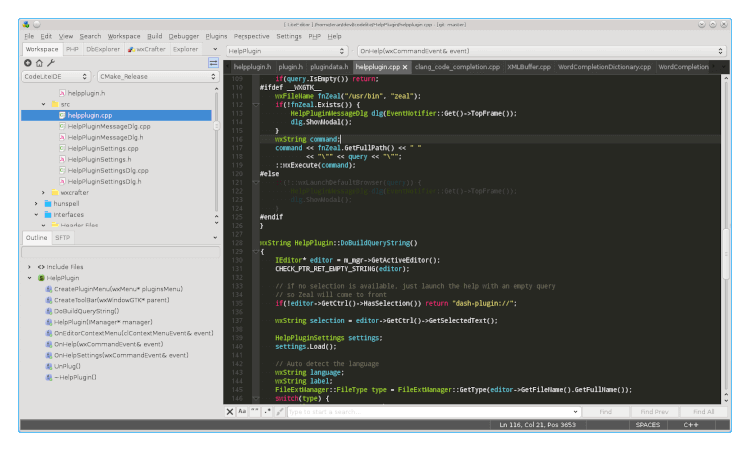 File Edit View Search Workspace Build Debugger Plugins Perspective Settings PHP Help
Workspace PHP DbExplorer wxCrafter Explorer
HelpPlugin OnHelp(wxCommandEvent& event)
helpplugin.h plugin.h plugindata.h helpplugin.cpp x clang_code_completion.cpp XMLBuffer.cpp WordCompletionDictionary.cpp WordCompletion
CodeLiteIDE CMake_Release
helpplugin.h
src
helpplugin.cpp
HelpPluginMessageDlg.cpp
HelpPluginMessageDlg.h
HelpPluginSettings.cpp
HelpPluginSettings.h
HelpPluginSettingsDlg.cpp
HelpPluginSettingsDlg.h
wxcrafter
hunspell
Interfaces
Header Files
Outline SFTP
Include Files
HelpPlugin
CreatePluginMenu(wxMenu* pluginsMenu)
CreateToolBar(wxWindowGTK* parent)
DoBuildQueryString()
HelpPlugin(IManager* manager)
OnEditorContextMenu(clContextMenuEvent& event)
OnHelp(wxCommandEvent& event)
OnHelpSettings(wxCommandEvent& event)
UnPlug()
~HelpPlugin()
109 if(query.IsEmpty()) return;
110 #ifdef __WXGTK__
111 wxFileName fnZeal("/usr/bin", "zeal");
112 if(!fnZeal.Exists()) {
113 HelpPluginMessageDlg dlg(EventNotifier::Get()->TopFrame());
114 dlg.ShowModal();
115 }
116 wxString command;
117 command << fnZeal.GetFullPath() << " "
118 << "\"" << query << "\"";
119 ::wxExecute(command);
120 #else
121 if(!::wxLaunchDefaultBrowser(query)) {
122 HelpPluginMessageDlg dlg(EventNotifier::Get()->TopFrame());
123 dlg.ShowModal();
124 }
125 #endif
126 }
127
128 wxString HelpPlugin::DoBuildQueryString()
129 {
130 IEditor* editor = m_mgr->GetActiveEditor();
131 CHECK_PTR_RET_EMPTY_STRING(editor);
132
133 // if no selection is available, just launch the help with an empty query
134 // so Zeal will come to front
135 if(!editor->GetCtrl()->HasSelection()) return "dash-plugin://";
136
137 wxString selection = editor->GetCtrl()->GetSelectedText();
138
139 HelpPluginSettings settings;
140 settings.Load();
141
142 // Auto detect the language
143 wxString language;
144 wxString label;
145 FileExtManager::FileType type = FileExtManager::GetType(editor->GetFileName().GetFullName());
146 switch(type) {
Aa "" .* Type to start a search... Find Find Prev Find All
Ln 116, Col 21, Pos 3653 SPACES C++